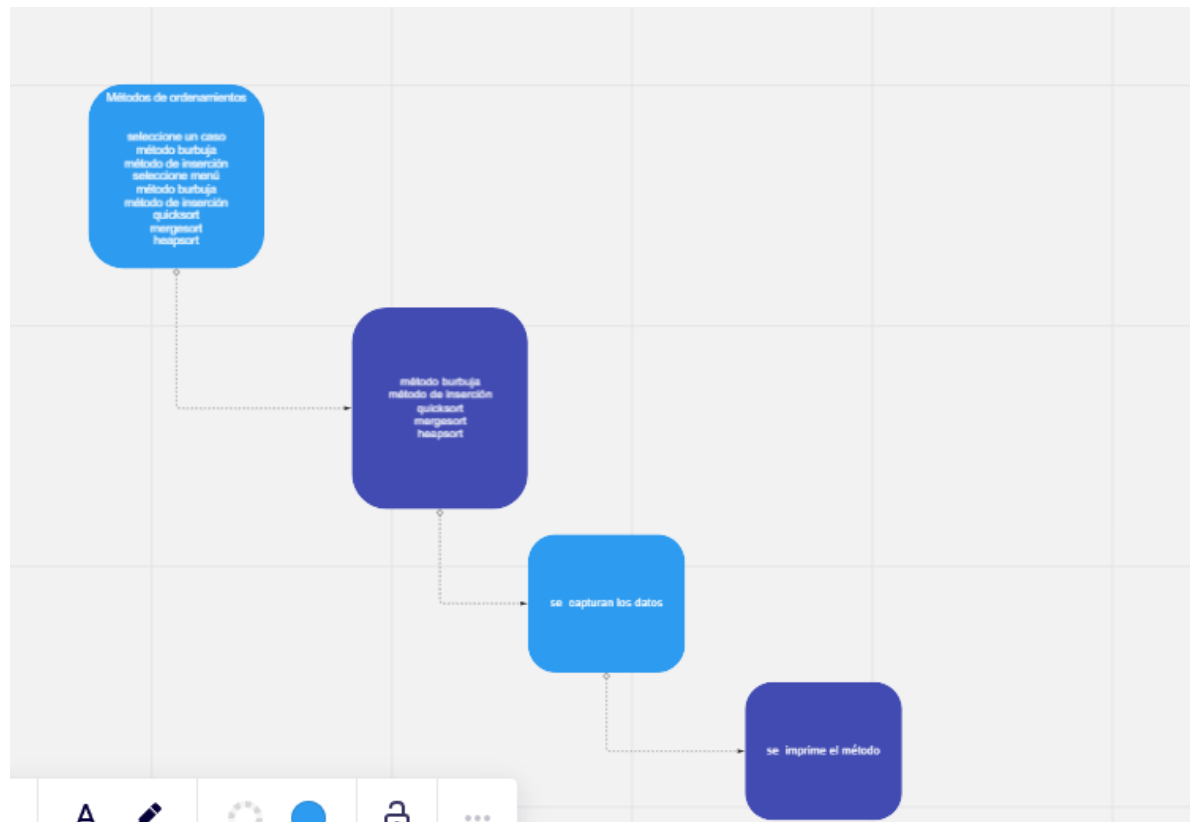 Métodos de ordenamientos
seleccione un caso
método burbuja
método de inserción
seleccione menú
método burbuja
método de inserción
quicksort
mergesort
heapsort
método burbuja
método de inserción
quicksort
mergesort
heapsort
se capturan los datos
se imprime el método
A